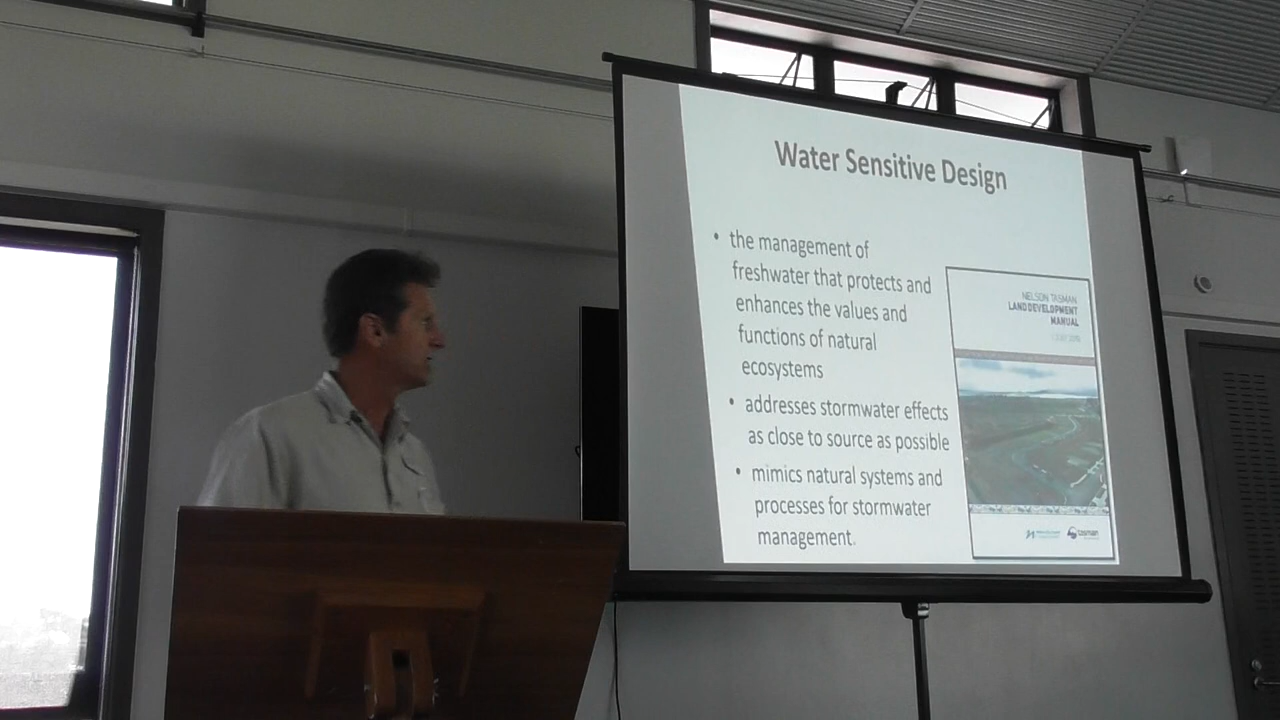 Water Sensitive Design
• the management of
freshwater that protects and
enhances the values and
functions of natural
ecosystems
• addresses stormwater effects
as close to source as possible
• mimics natural systems and
processes for stormwater
management.
NELSON TASMAN
LAND DEVELOPMENT
MANUAL
tasman